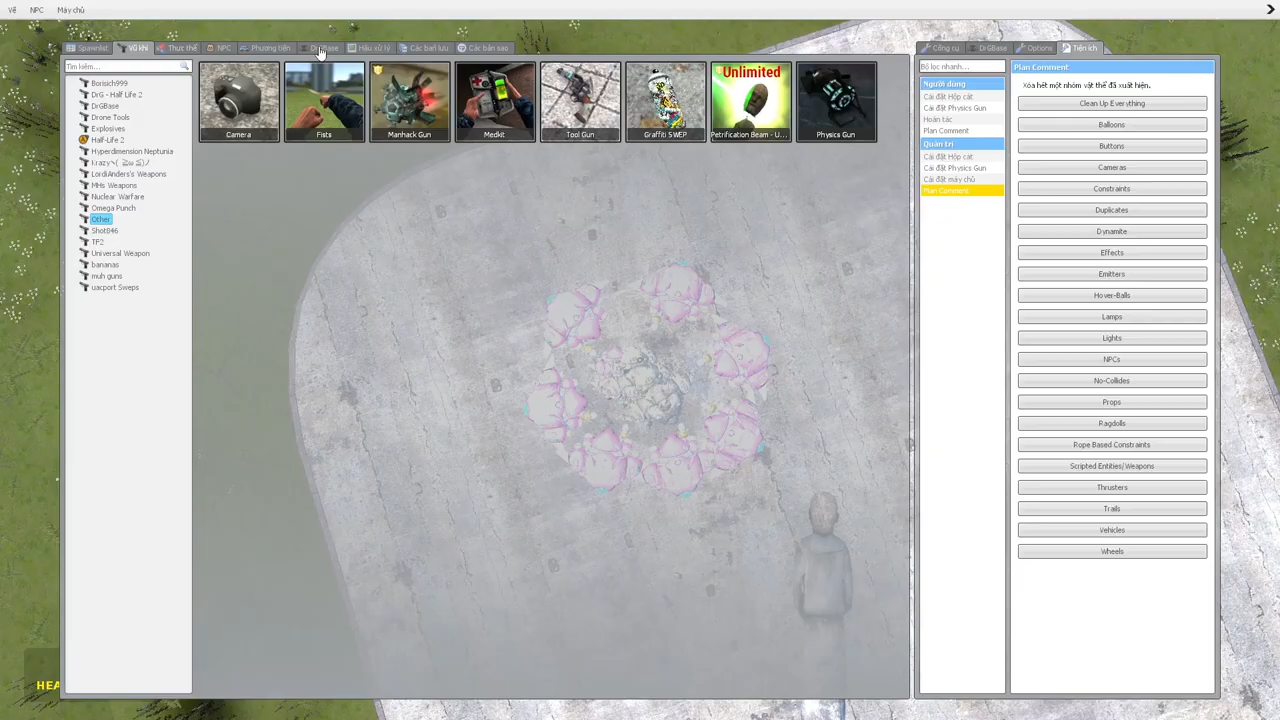 Vẽ NPC Máy chủ
Spawnlist Vũ khí Thực thể NPC Phương tiện DrGBase Hậu xử lý Các bản lưu Các bản sao
Công cụ DrGBase Options Tiện ích
Tìm kiếm...
Borisich999
DrG - Half Life 2
DrGBase
Drone Tools
Explosives
Half-Life 2
Hyperdimension Neptunia
LordiAnders's Weapons
MHs Weapons
Nuclear Warfare
Omega Punch
Other
Shot846
TF2
Universal Weapon
bananas
muh guns
uacport Sweps
Camera
Fists
Manhack Gun
Medkit
Tool Gun
Graffiti SWEP
Unlimited
Petrification Beam - U...
Physics Gun
Bộ lọc nhanh...
Người dùng
Cài đặt Hộp cát
Cài đặt Physics Gun
Hoàn tác
Plan Comment
Quản trị
Cài đặt Hộp cát
Cài đặt Physics Gun
Cài đặt máy chủ
Plan Comment
Plan Comment
Xóa hết một nhóm vật thể đã xuất hiện.
Clean Up Everything
Balloons
Buttons
Cameras
Constraints
Duplicates
Dynamite
Effects
Emitters
Hover-Balls
Lamps
Lights
NPCs
No-Collides
Props
Ragdolls
Rope Based Constraints
Scripted Entities/Weapons
Thrusters
Trails
Vehicles
Wheels
HEA